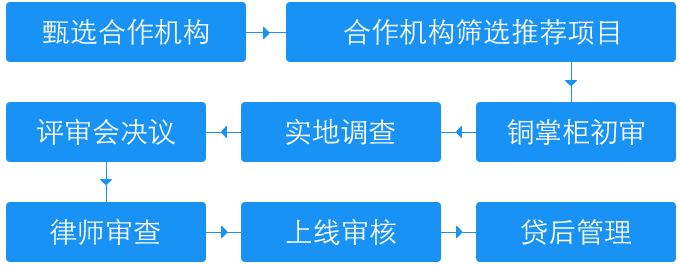 甄选合作机构
合作机构筛选推荐项目
铜掌柜初审
实地调查
评审会决议
律师审查
上线审核
贷后管理